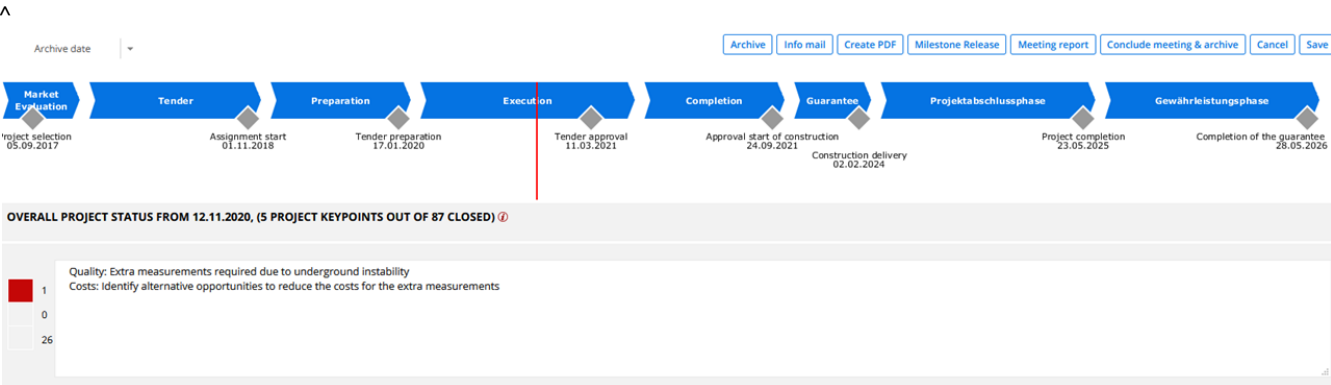 ^
Archive date
Archive Info mail Create PDF Milestone Release Meeting report Conclude meeting & archive Cancel Save
Market Evaluation Tender Preparation Execution Completion Guarantee Projektabschlussphase Gewährleistungsphase
roject selection Assignment start Tender preparation Tender approval Approval start of construction Project completion Completion of the guarantee
05.09.2017 01.11.2018 17.01.2020 11.03.2021 24.09.2021 23.05.2025 28.05.2026
Construction delivery
02.02.2024
OVERALL PROJECT STATUS FROM 12.11.2020, (5 PROJECT KEYPOINTS OUT OF 87 CLOSED) i
Quality: Extra measurements required due to underground instability
1 Costs: Identify alternative opportunities to reduce the costs for the extra measurements
0
26